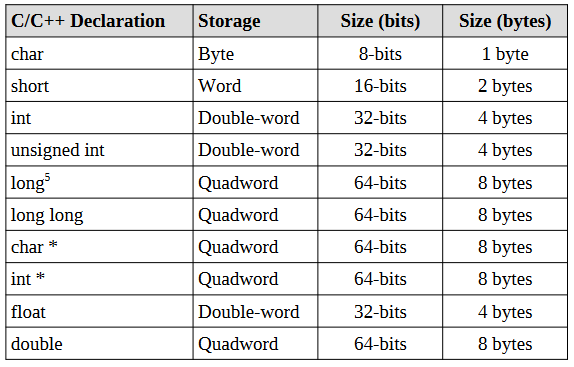 C/C++ Declaration Storage Size (bits) Size (bytes)
char Byte 8-bits 1 byte
short Word 16-bits 2 bytes
int Double-word 32-bits 4 bytes
unsigned int Double-word 32-bits 4 bytes
long⁵ Quadword 64-bits 8 bytes
long long Quadword 64-bits 8 bytes
char * Quadword 64-bits 8 bytes
int * Quadword 64-bits 8 bytes
float Double-word 32-bits 4 bytes
double Quadword 64-bits 8 bytes